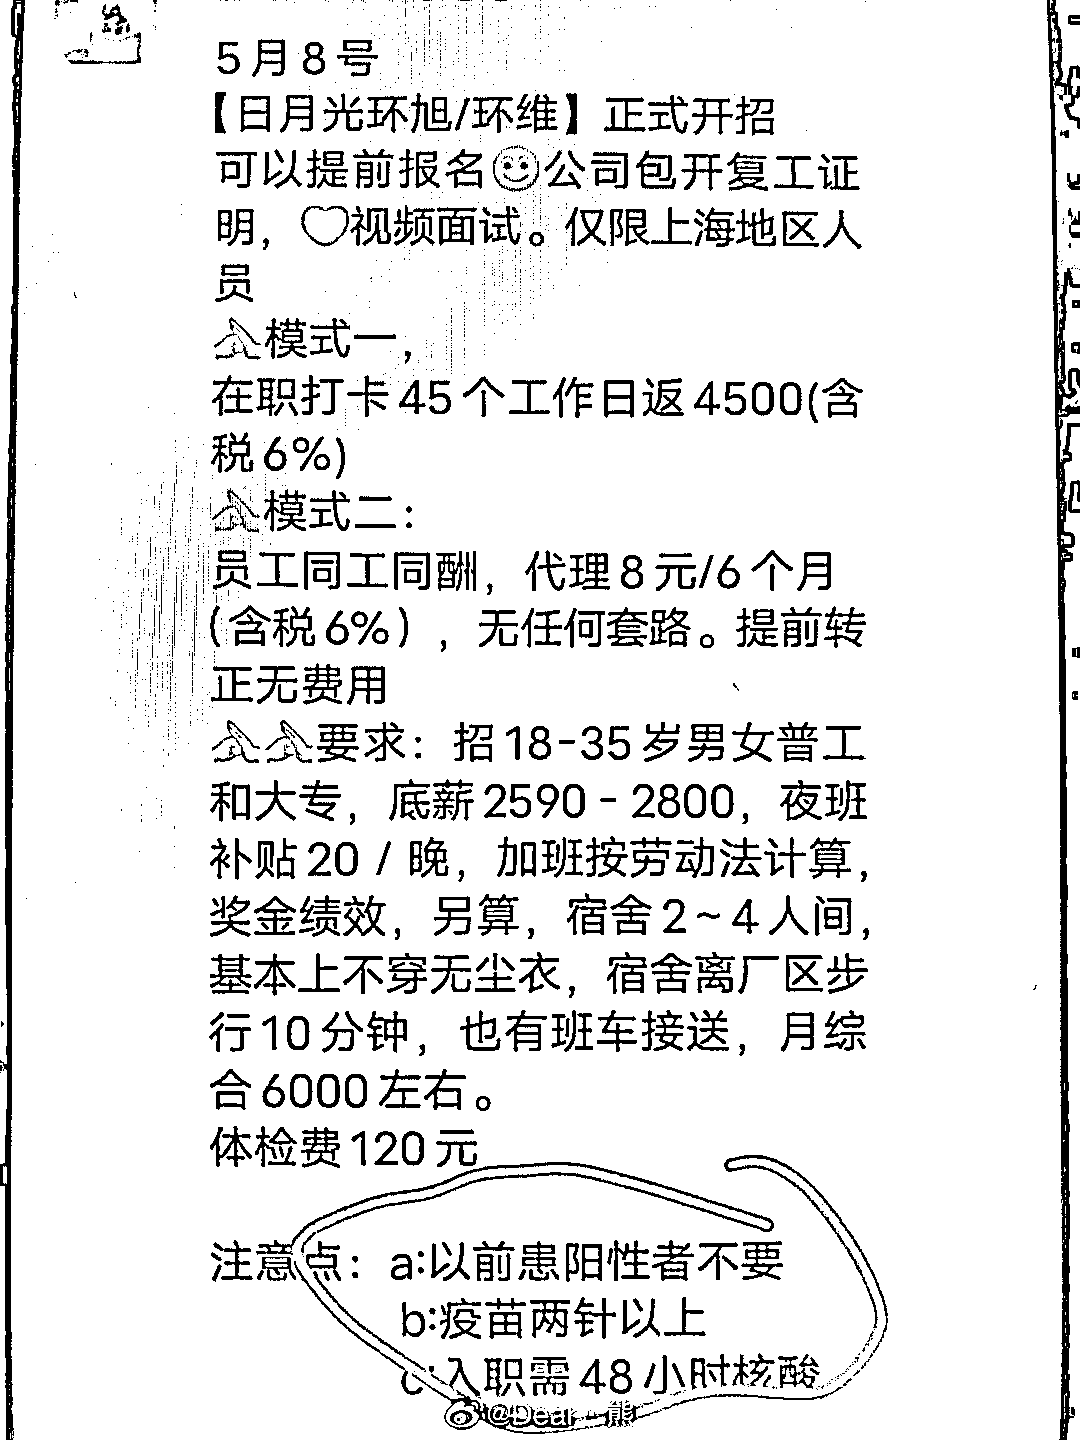 5月8号
【日月光环旭/环维】正式开招
可以提前报名公司包开复工证
明，视频面试。仅限上海地区人
员
模式一，
在职打卡45个工作日返4500(含
税6%)
模式二：
员工同工同酬，代理8元/6个月
(含税6%），无任何套路。提前转
正无费用
要求：招18-35岁男女普工
和大专，底薪2590－2800，夜班
补贴20 / 晚，加班按劳动法计算，
奖金绩效，另算，宿舍2～4人间，
基本上不穿无尘衣，宿舍离厂区步
行10分钟，也有班车接送，月综
合6000左右。
体检费120元
注意点：a:以前患阳性者不要
b:疫苗两针以上
c:入职需48小时核酸
@Dear一熊